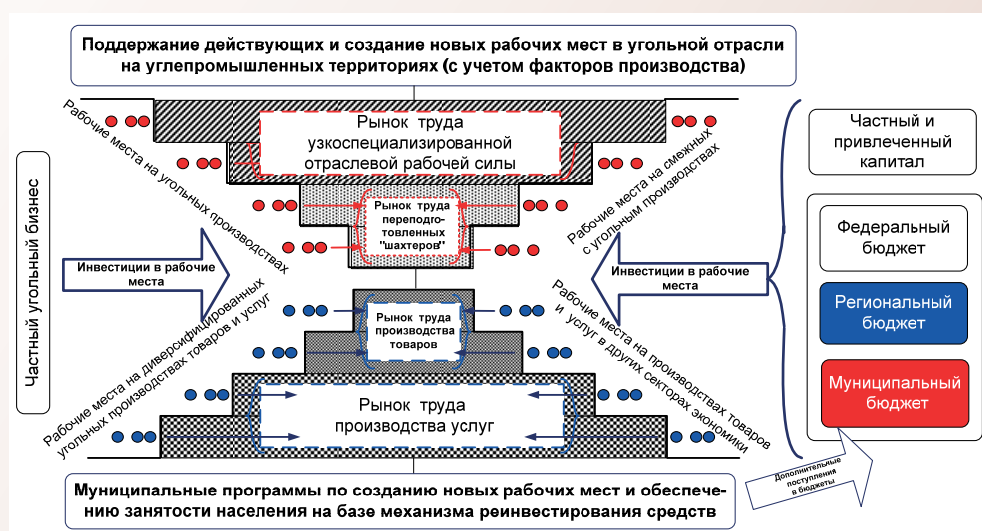 Поддержание действующих и создание новых рабочих мест в угольной отрасли
на углепромышленных территориях (с учетом факторов производства)
Частный угольный бизнес
Рабочие места на угольных производствах
Рынок труда
узкоспециализированной
отраслевой рабочей силы
Рабочие места на смежных
с угольным производствах
Рынок труда
переподго-
товленных
"шахтеров"
Инвестиции в рабочие
места
Инвестиции в рабочие
места
Рабочие места на диверсифицированных
угольных производствах товаров и услуг
Рынок труда
производства
товаров
Рынок труда
производства услуг
Рабочие места на производствах товаров
и услуг в других секторах экономики
Частный и
привлеченный
капитал
Федеральный
бюджет
Региональный
бюджет
Муниципальный
бюджет
Дополнительные
поступления
в бюджеты
Муниципальные программы по созданию новых рабочих мест и обеспече-
нию занятости населения на базе механизма реинвестирования средств